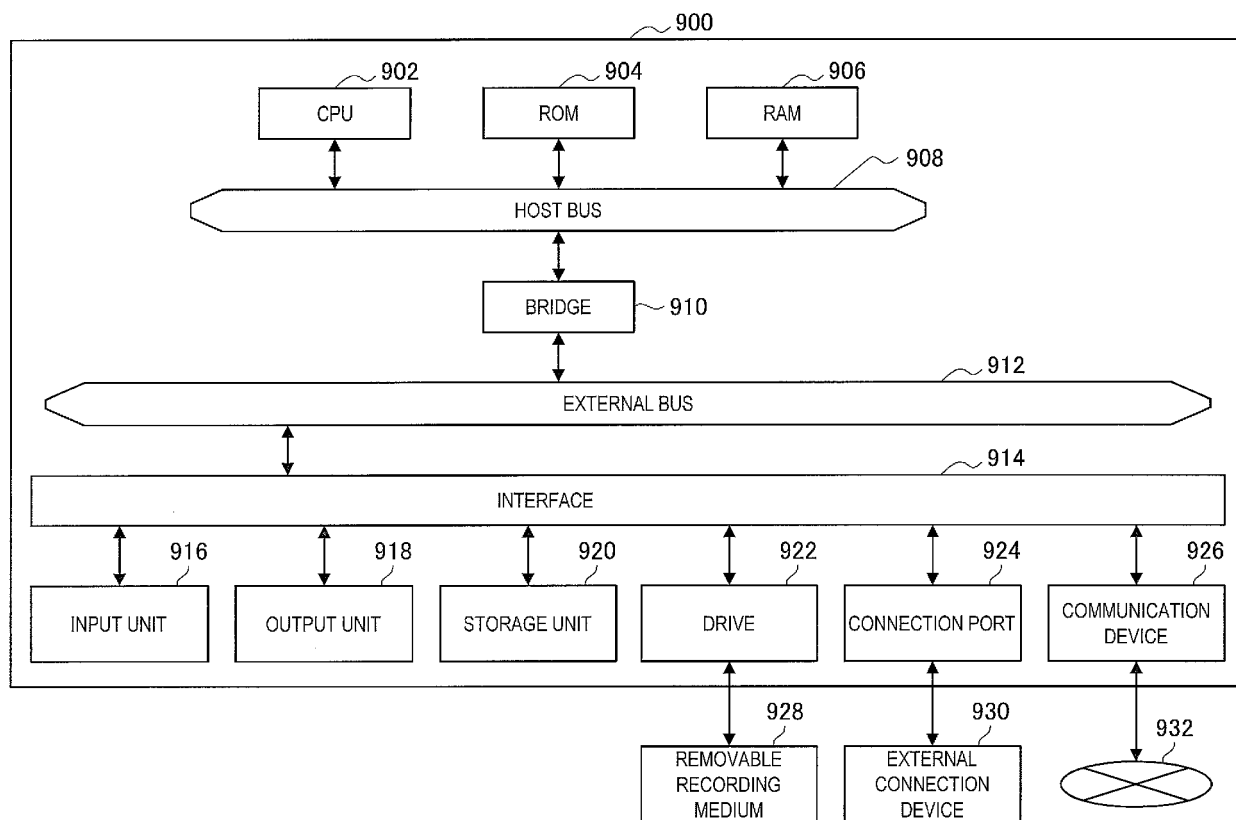 900
902
904
906
CPU
ROM
RAM
908
HOST BUS
BRIDGE
910
912
EXTERNAL BUS
914
INTERFACE
916
918
920
922
924
926
INPUT UNIT
OUTPUT UNIT
STORAGE UNIT
DRIVE
CONNECTION PORT
COMMUNICATION
DEVICE
928
930
932
REMOVABLE
RECORDING
MEDIUM
EXTERNAL
CONNECTION
DEVICE